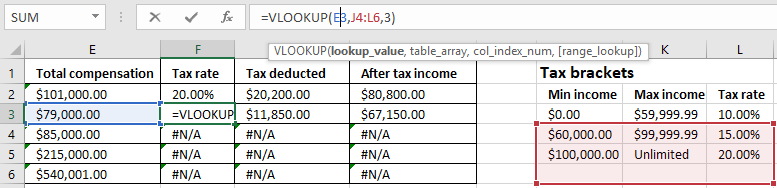 SUM =VLOOKUP(E3,J4:L6,3)
VLOOKUP(lookup_value, table_array, col_index_num, [range_lookup])
E F G H K L
1 Total compensation Tax rate Tax deducted After tax income Tax brackets
2 $101,000.00 20.00% $20,200.00 $80,800.00 Min income Max income Tax rate
3 $79,000.00 =VLOOKUP $11,850.00 $67,150.00 $0.00 $59,999.99 10.00%
4 $85,000.00 #N/A #N/A #N/A $60,000.00 $99,999.99 15.00%
5 $215,000.00 #N/A #N/A #N/A $100,000.00 Unlimited 20.00%
6 $540,001.00 #N/A #N/A #N/A